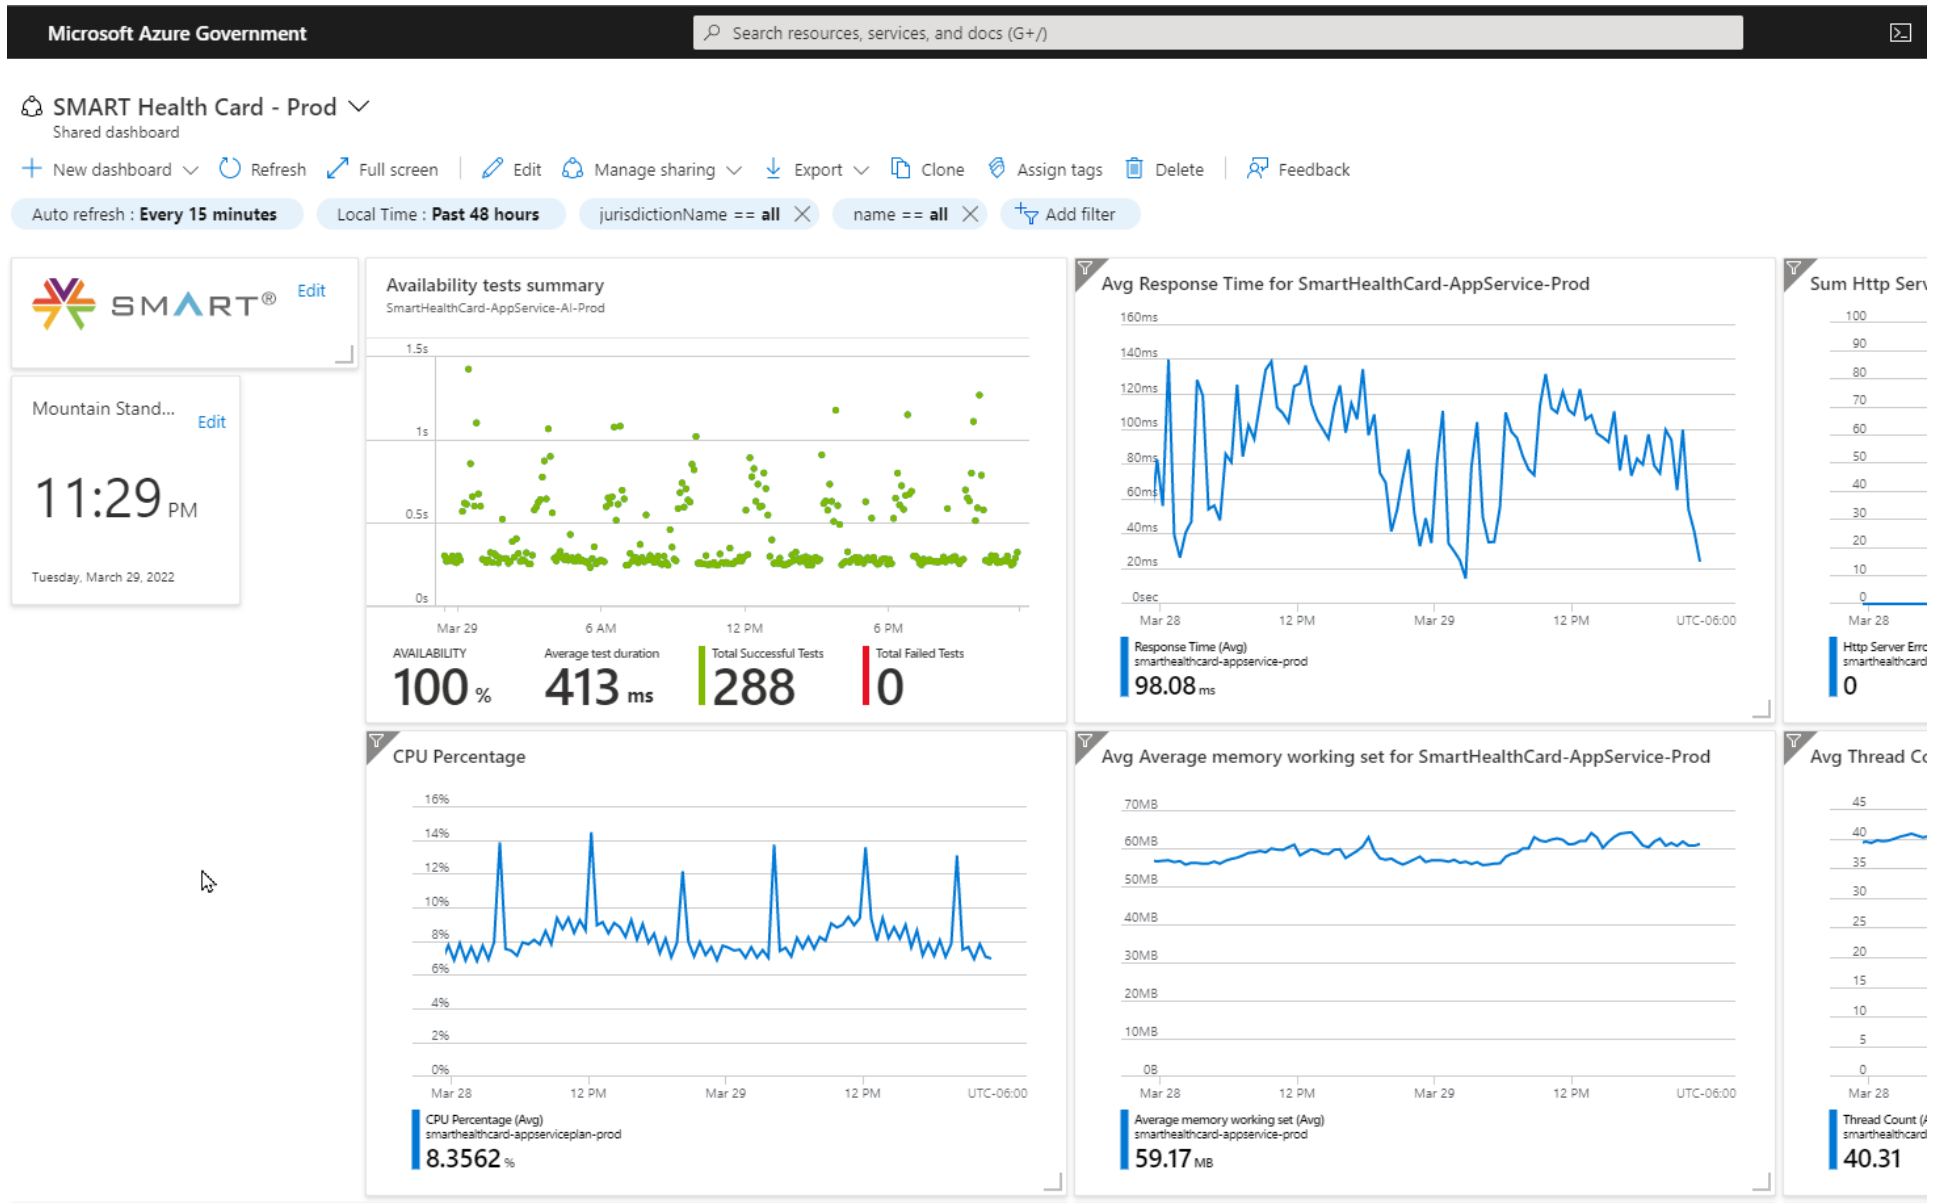 Microsoft Azure Government
Search resources, services, and docs (G+/)
SMART Health Card - Prod
Shared dashboard
New dashboard
Refresh
Full screen
Edit
Manage sharing
Export
Clone
Assign tags
Delete
Feedback
Auto refresh : Every 15 minutes
Local Time : Past 48 hours
jurisdictionName == all
name == all
Add filter
SMART®
Edit
Mountain Stand...
Edit
11:29 PM
Tuesday, March 29, 2022
Availability tests summary
SmartHealthCard-AppService-AI-Prod
1.5s
1s
0.5s
0s
Mar 29
6 AM
12 PM
6 PM
AVAILABILITY
100 %
Average test duration
413 ms
Total Successful Tests
288
Total Failed Tests
0
Avg Response Time for SmartHealthCard-AppService-Prod
160ms
140ms
120ms
100ms
80ms
60ms
40ms
20ms
0sec
Mar 28
12 PM
Mar 29
12 PM
UTC-06:00
Response Time (Avg)
smarthealthcard-appservice-prod
98.08 ms
Sum Http Serv
100
90
80
70
60
50
40
30
20
10
0
Mar 28
Http Server Erro
smarthealthcard
0
CPU Percentage
16%
14%
12%
10%
8%
6%
4%
2%
0%
Mar 28
12 PM
Mar 29
12 PM
UTC-06:00
CPU Percentage (Avg)
smarthealthcard-appserviceplan-prod
8.3562 %
Avg Average memory working set for SmartHealthCard-AppService-Prod
70MB
60MB
50MB
40MB
30MB
20MB
10MB
0B
Mar 28
12 PM
Mar 29
12 PM
UTC-06:00
Average memory working set (Avg)
smarthealthcard-appservice-prod
59.17 MB
Avg Thread Co
45
40
35
30
25
20
15
10
5
0
Mar 28
Thread Count (A
smarthealthcard
40.31